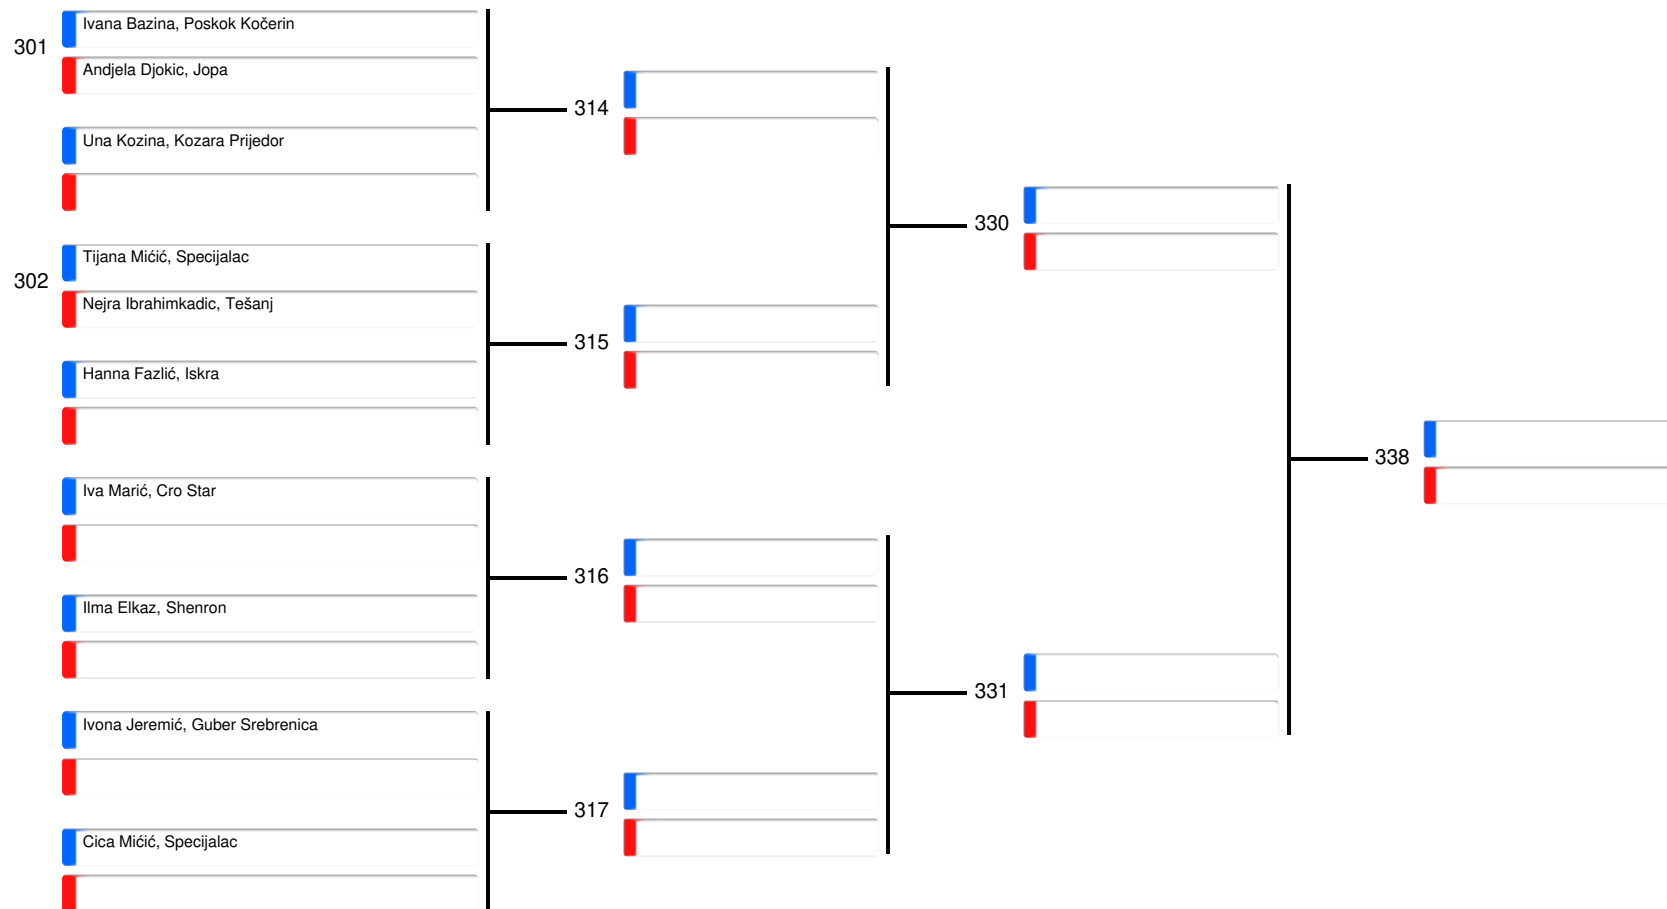 301
Ivana Bazina, Poskok Kočerin
Andjela Djokic, Jopa
Una Kozina, Kozara Prijedor
302
Tijana Mićić, Specijalac
Nejra Ibrahimkadic, Tešanj
Hanna Fazlić, Iskra
Iva Marić, Cro Star
Ilma Elkaz, Shenron
Ivona Jeremić, Guber Srebrenica
Cica Mićić, Specijalac
314
315
316
317
330
331
338